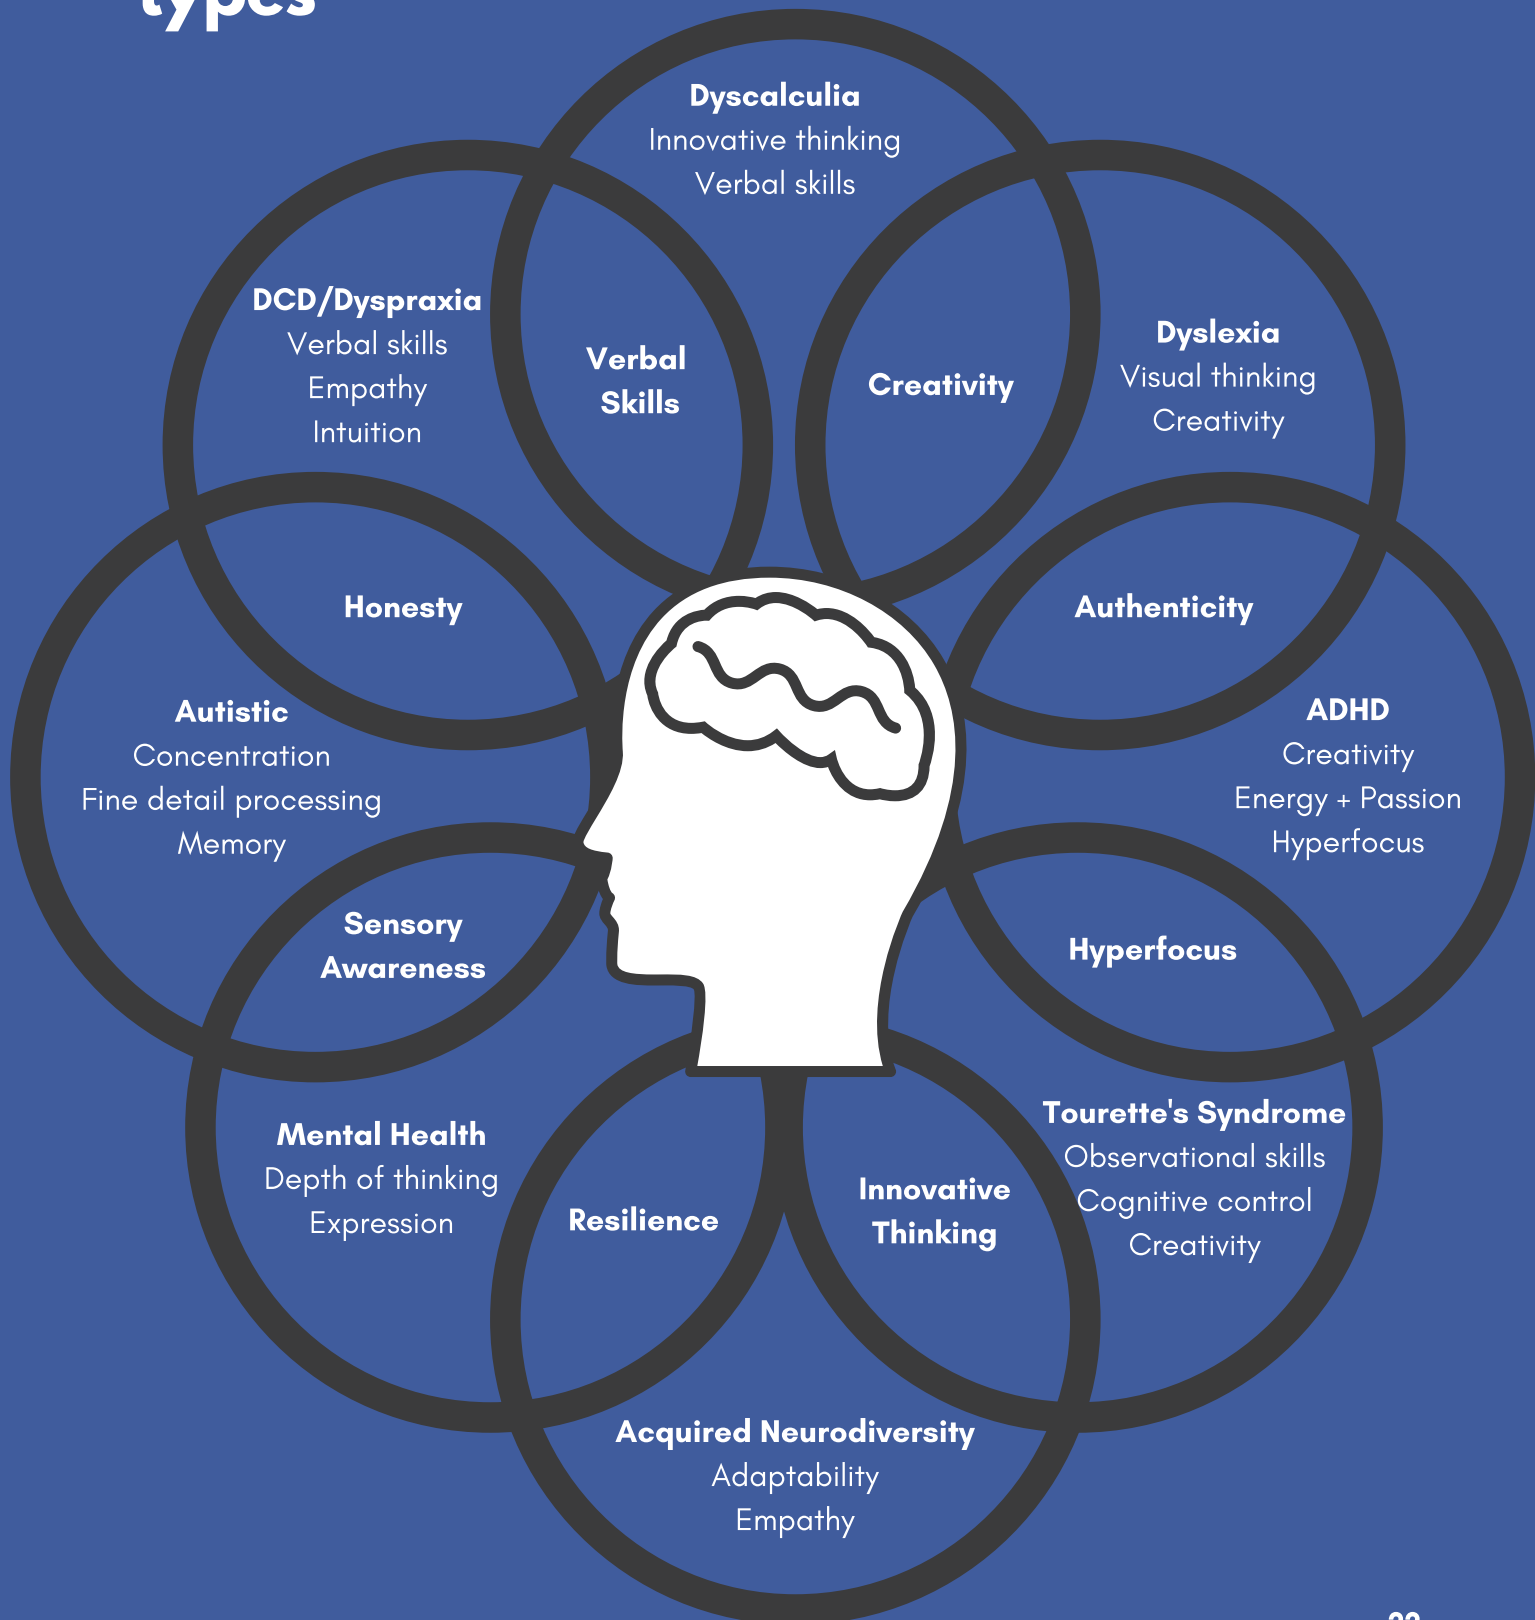 types
Dyscalculia
Innovative thinking
Verbal skills
DCD/Dyspraxia
Verbal skills
Empathy
Intuition
Verbal
Skills
Creativity
Dyslexia
Visual thinking
Creativity
Honesty
Authenticity
Autistic
Concentration
Fine detail processing
Memory
ADHD
Creativity
Energy + Passion
Hyperfocus
Sensory
Awareness
Hyperfocus
Mental Health
Depth of thinking
Expression
Resilience
Innovative
Thinking
Tourette's Syndrome
Observational skills
Cognitive control
Creativity
Acquired Neurodiversity
Adaptability
Empathy